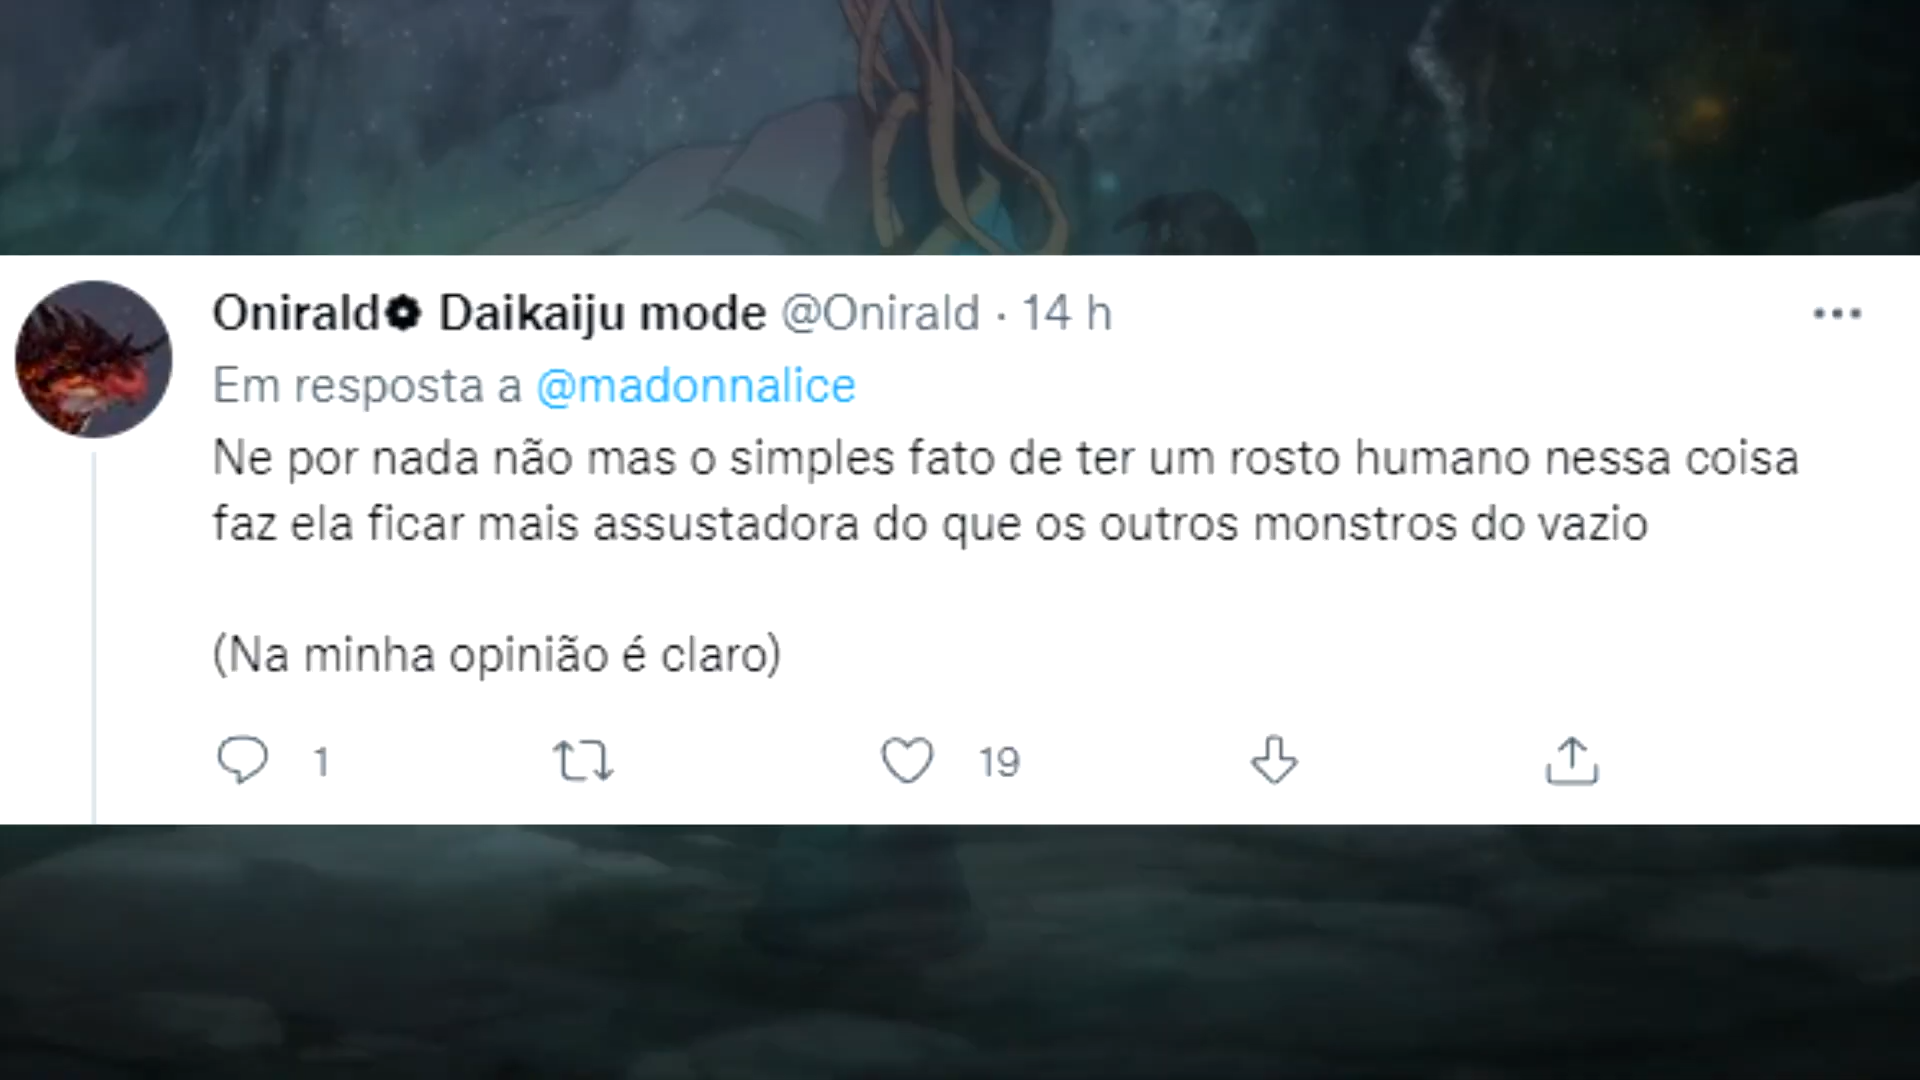 Onirald Daikaiju mode @Onirald · 14 h
Em resposta a @madonnalice
Ne por nada não mas o simples fato de ter um rosto humano nessa coisa
faz ela ficar mais assustadora do que os outros monstros do vazio
(Na minha opinião é claro)
1 19